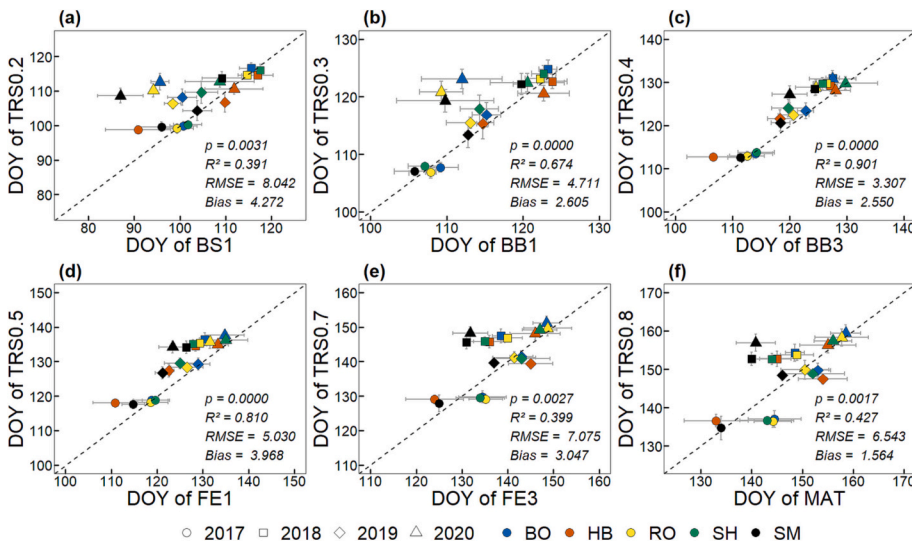 (a)
DOY of TRS0.2
120
110
100
90
80
p = 0.0031
R² = 0.391
RMSE = 8.042
Bias = 4.272
80 90 100 110 120
DOY of BS1
(b)
DOY of TRS0.3
130
120
110
100
p = 0.0000
R² = 0.674
RMSE = 4.711
Bias = 2.605
100 110 120 130
DOY of BB1
(c)
DOY of TRS0.4
140
130
120
110
100
p = 0.0000
R² = 0.901
RMSE = 3.307
Bias = 2.550
100 110 120 130 140
DOY of BB3
(d)
DOY of TRS0.5
150
140
130
120
110
100
p = 0.0000
R² = 0.810
RMSE = 5.030
Bias = 3.968
100 110 120 130 140 150
DOY of FE1
(e)
DOY of TRS0.7
160
150
140
130
120
110
p = 0.0027
R² = 0.399
RMSE = 7.075
Bias = 3.047
110 120 130 140 150 160
DOY of FE3
(f)
DOY of TRS0.8
170
160
150
140
130
p = 0.0017
R² = 0.427
RMSE = 6.543
Bias = 1.564
130 140 150 160 170
DOY of MAT
2017 2018 2019 2020 BO HB RO SH SM